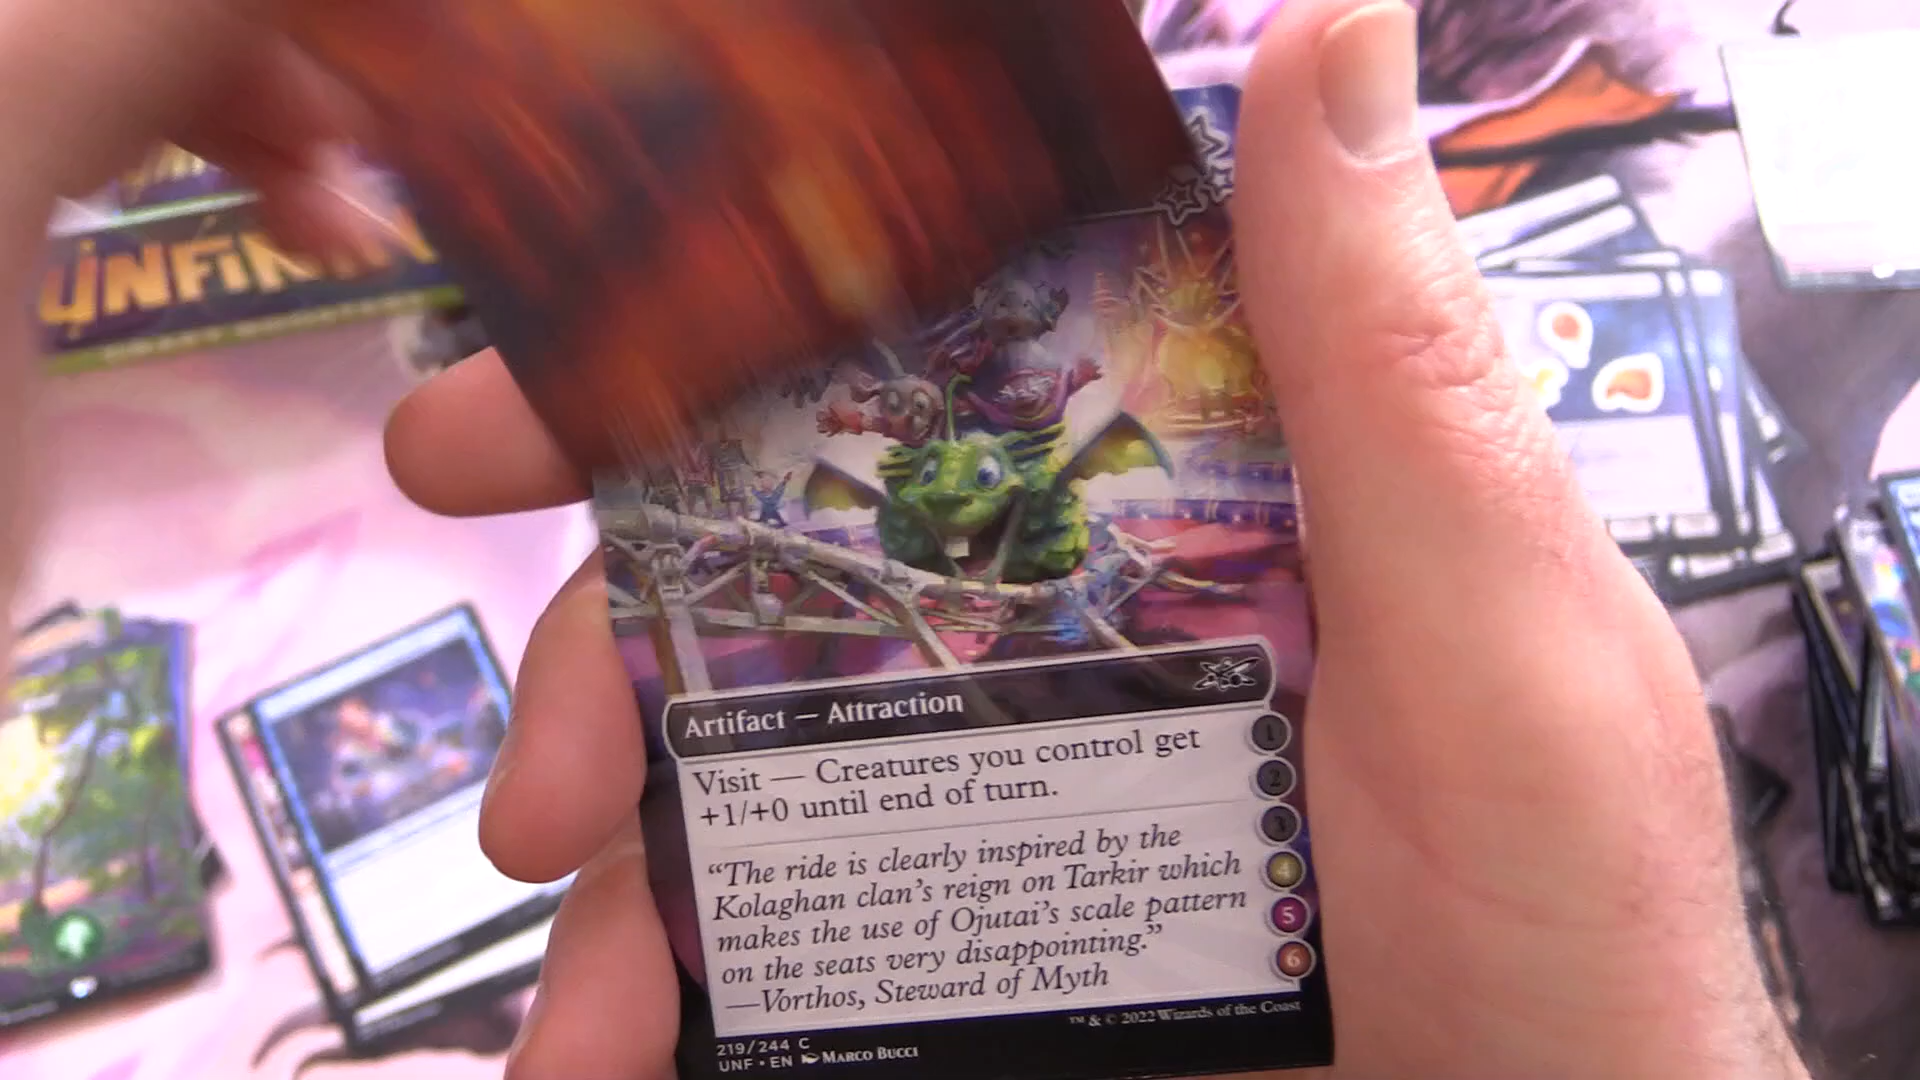 UNFIN
Artifact — Attraction
Visit — Creatures you control get
+1/+0 until end of turn.
“The ride is clearly inspired by the
Kolaghan clan’s reign on Tarkir which
makes the use of Ojutai’s scale pattern
on the seats very disappointing.”
—Vorthos, Steward of Myth
1
2
3
4
5
6
™ & © 2022 Wizards of the Coast
219/244 C
UNF • EN MARCO BUCCI